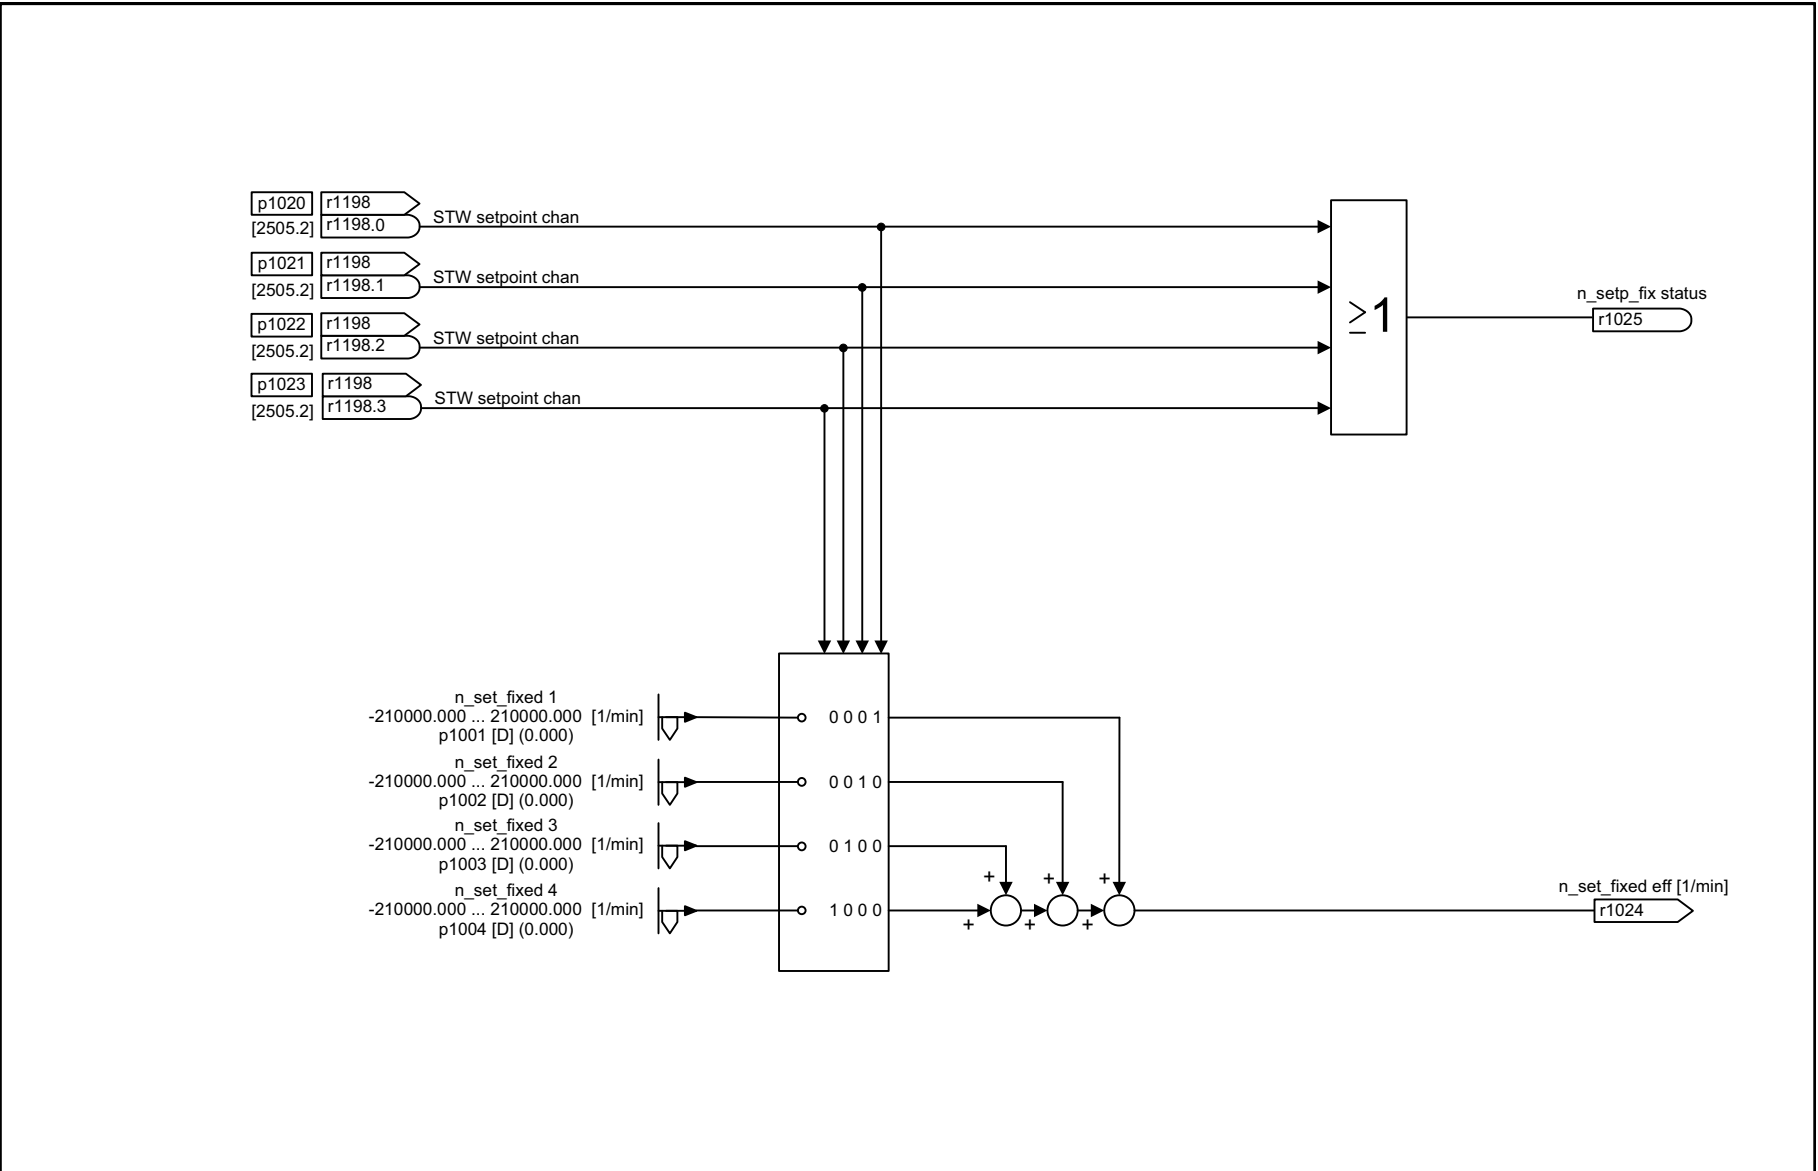 p1020 r1198
[2505.2] r1198.0 STW setpoint chan
p1021 r1198
[2505.2] r1198.1 STW setpoint chan
p1022 r1198
[2505.2] r1198.2 STW setpoint chan
p1023 r1198
[2505.2] r1198.3 STW setpoint chan
≥1
n_setp_fix status
r1025
n_set_fixed 1
-210000.000 ... 210000.000 [1/min]
p1001 [D] (0.000)
0 0 0 1
n_set_fixed 2
-210000.000 ... 210000.000 [1/min]
p1002 [D] (0.000)
0 0 1 0
n_set_fixed 3
-210000.000 ... 210000.000 [1/min]
p1003 [D] (0.000)
0 1 0 0
n_set_fixed 4
-210000.000 ... 210000.000 [1/min]
p1004 [D] (0.000)
1 0 0 0
+ + +
+ + +
n_set_fixed eff [1/min]
r1024